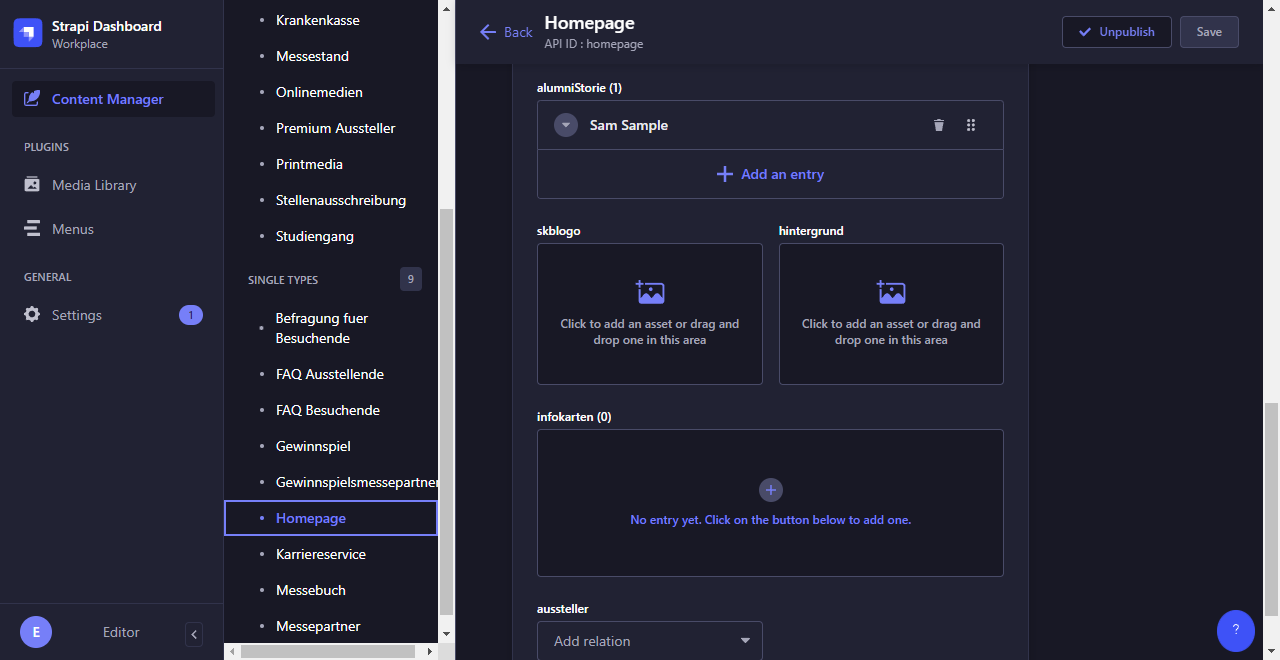 Strapi Dashboard
Workplace
Content Manager
PLUGINS
Media Library
Menus
GENERAL
Settings
1
E
Editor
Krankenkasse
Messestand
Onlinemedien
Premium Aussteller
Printmedia
Stellenausschreibung
Studiengang
SINGLE TYPES
9
Befragung fuer
Besuchende
FAQ Ausstellende
FAQ Besuchende
Gewinnspiel
Gewinnspielsmessepartner
Homepage
Karriereservice
Messebuch
Messepartner
Back
Homepage
API ID : homepage
Unpublish
Save
alumniStorie (1)
Sam Sample
Add an entry
skblogo
hintergrund
Click to add an asset or drag and
drop one in this area
Click to add an asset or drag and
drop one in this area
infokarten (0)
No entry yet. Click on the button below to add one.
aussteller
Add relation
?